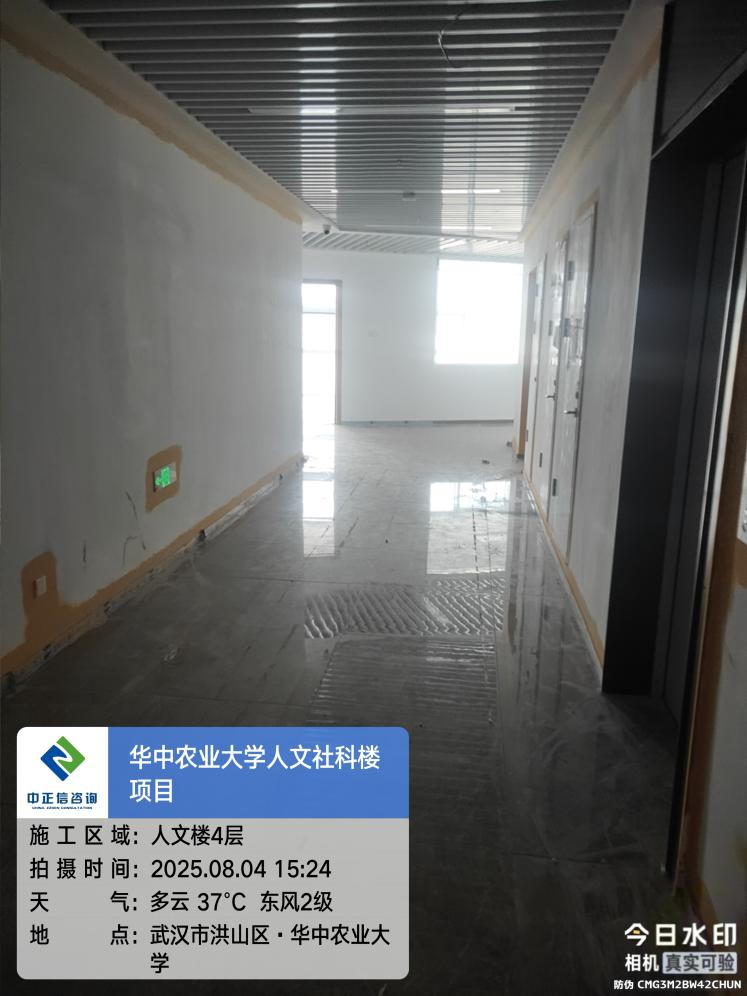 华中农业大学人文社科楼
项目
中正信咨询
施工区域：人文楼4层
拍摄时间：2025.08.04 15:24
天气：多云 37℃ 东风2级
地点：武汉市洪山区·华中农业大
学
今日水印
相机 真实可验
防伪 CMG3M2BW42CHUN